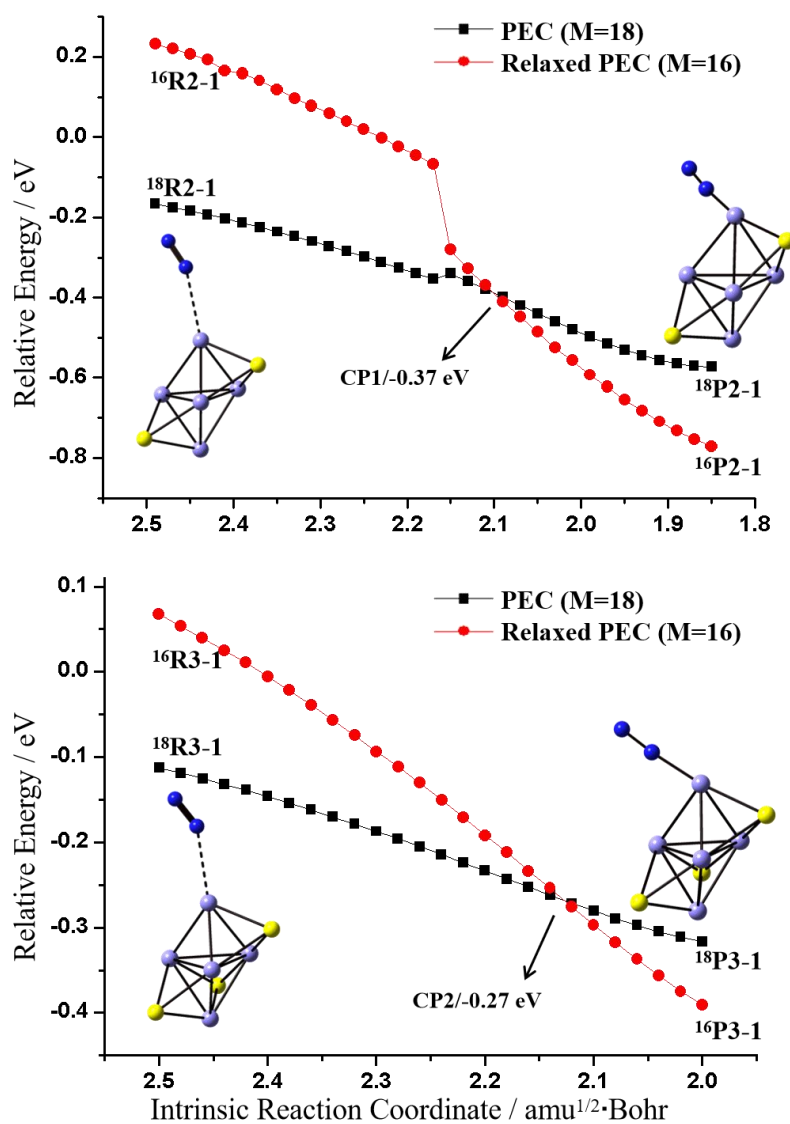 PEC (M=18)
Relaxed PEC (M=16)
¹⁶R2-1
¹⁸R2-1
CP1/-0.37 eV
¹⁸P2-1
¹⁶P2-1
Relative Energy / eV
0.2
0.0
-0.2
-0.4
-0.6
-0.8
2.5 2.4 2.3 2.2 2.1 2.0 1.9 1.8
PEC (M=18)
Relaxed PEC (M=16)
¹⁶R3-1
¹⁸R3-1
CP2/-0.27 eV
¹⁸P3-1
¹⁶P3-1
Relative Energy / eV
0.1
0.0
-0.1
-0.2
-0.3
-0.4
2.5 2.4 2.3 2.2 2.1 2.0
Intrinsic Reaction Coordinate / amu¹ᐟ²·Bohr